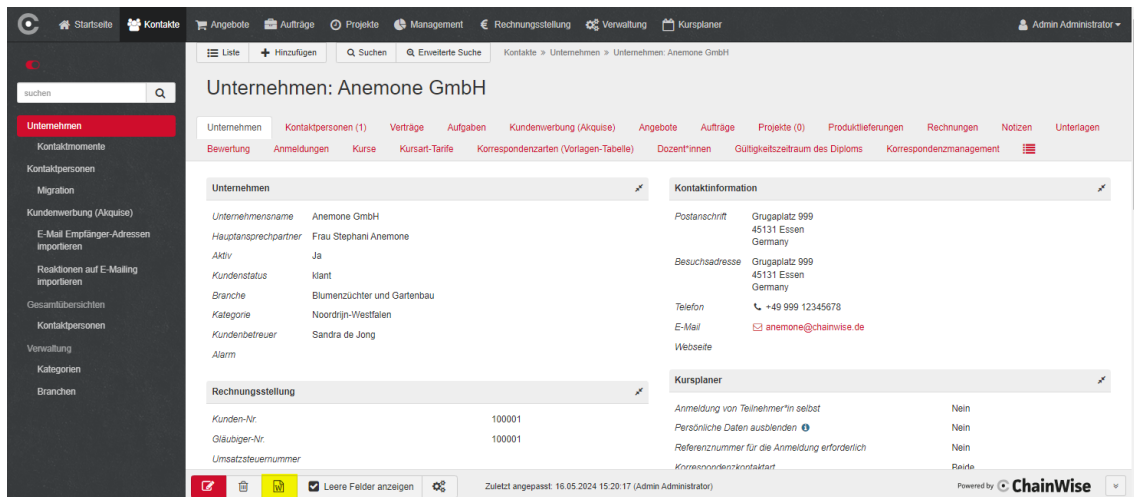 Startseite Kontakte Angebote Aufträge Projekte Management € Rechnungsstellung Verwaltung Kursplaner Admin Administrator
Liste + Hinzufügen Suchen Erweiterte Suche Kontakte » Unternehmen » Unternehmen: Anemone GmbH
suchen
Unternehmen
Kontaktmomente
Kontaktpersonen
Migration
Kundenwerbung (Akquise)
E-Mail Empfänger-Adressen
importieren
Reaktionen auf E-Mailing
importieren
Gesamtübersichten
Kontaktpersonen
Verwaltung
Kategorien
Branchen
Unternehmen: Anemone GmbH
Unternehmen Kontaktpersonen (1) Verträge Aufgaben Kundenwerbung (Akquise) Angebote Aufträge Projekte (0) Produktlieferungen Rechnungen Notizen Unterlagen
Bewertung Anmeldungen Kurse Kursart-Tarife Korrespondenzarten (Vorlagen-Tabelle) Dozent*innen Gültigkeitszeitraum des Diploms Korrespondenzmanagement
Unternehmen
Unternehmensname Anemone GmbH
Hauptansprechpartner Frau Stephani Anemone
Aktiv Ja
Kundenstatus klant
Branche Blumenzüchter und Gartenbau
Kategorie Noordrijn-Westfalen
Kundenbetreuer Sandra de Jong
Alarm
Rechnungsstellung
Kunden-Nr. 100001
Gläubiger-Nr. 100001
Umsatzsteuernummer
Kontaktinformation
Postanschrift Grugaplatz 999
45131 Essen
Germany
Besuchsadresse Grugaplatz 999
45131 Essen
Germany
Telefon +49 999 12345678
E-Mail anemone@chainwise.de
Webseite
Kursplaner
Anmeldung von Teilnehmer*in selbst Nein
Persönliche Daten ausblenden Nein
Referenznummer für die Anmeldung erforderlich Nein
Korrespondenzkontaktart Beide
Leere Felder anzeigen Zuletzt angepasst: 16.05.2024 15:20:17 (Admin Administrator) Powered by ChainWise